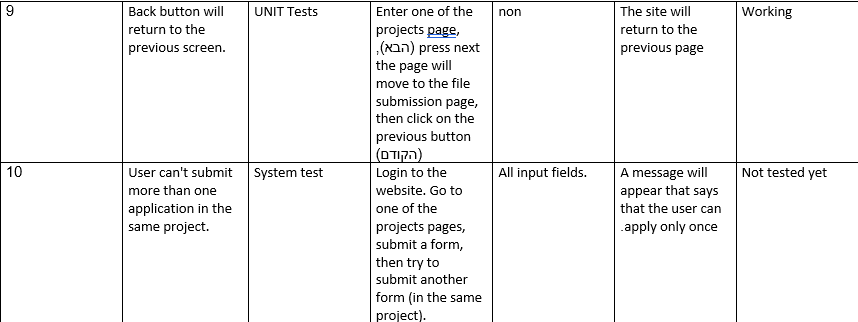 9
Back button will
return to the
previous screen.
UNIT Tests
Enter one of the
projects page,
,(הבא) press next
the page will
move to the file
submission page,
then click on the
previous button
(הקודם)
non
The site will
return to the
previous page
Working
10
User can't submit
more than one
application in the
same project.
System test
Login to the
website. Go to
one of the
projects pages,
submit a form,
then try to
submit another
form (in the same
project).
All input fields.
A message will
appear that says
that the user can
.apply only once
Not tested yet